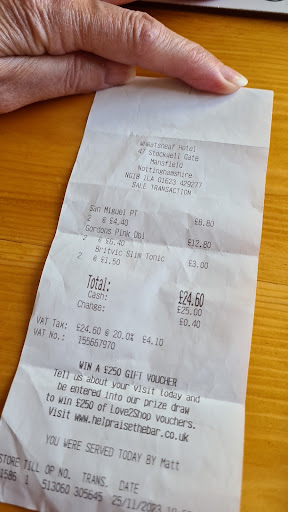 Wheatsheaf Hotel
47 Stockwell Gate
Mansfield
Nottinghamshire
NG18 1LA 01623 429277
SALE TRANSACTION
San Miguel PT £8.80
2 @ £4.40
Gordons Pink Dbl £12.80
2 @ £6.40
Britvic Slim Tonic £3.00
2 @ £1.50
Total: £24.60
Cash: £25.00
Change: £0.40
VAT Tax: £24.60 @ 20.0% £4.10
VAT No.: 155667970
WIN A £250 GIFT VOUCHER
Tell us about your visit today and
be entered into our prize draw
to win £250 of Love2Shop vouchers.
Visit www.helpraisethebar.co.uk
YOU WERE SERVED TODAY BY Matt
STORE TILL OP NO. TRANS. DATE
1586 1 513060 305645 25/11/2023